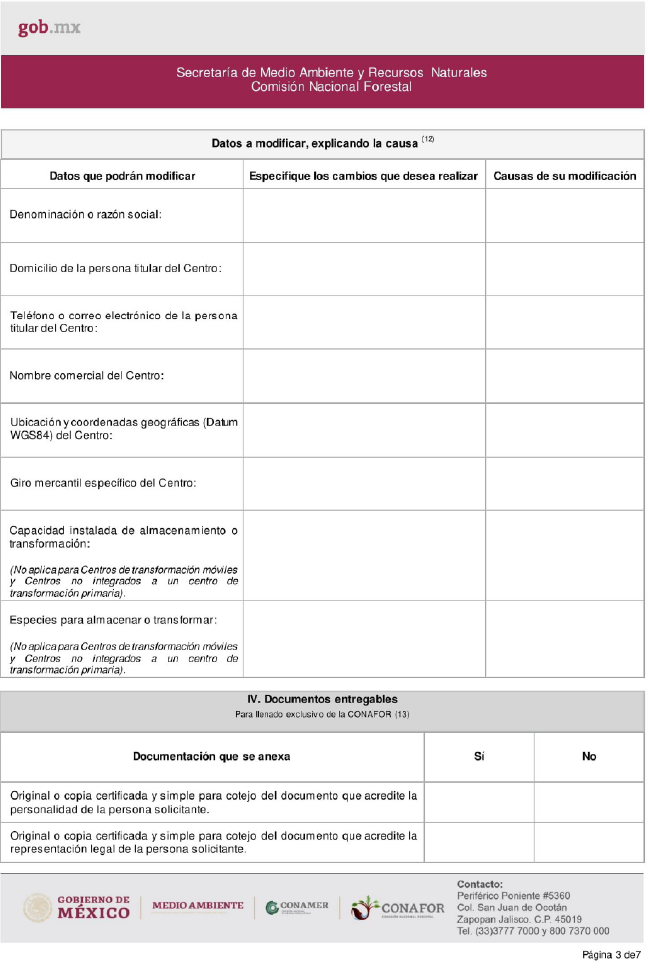 gob.mx
Secretaría de Medio Ambiente y Recursos Naturales
Comisión Nacional Forestal
Datos a modificar, explicando la causa (12)
Datos que podrán modificar
Especifique los cambios que desea realizar
Causas de su modificación
Denominación o razón social:
Domicilio de la persona titular del Centro:
Teléfono o correo electrónico de la persona
titular del Centro:
Nombre comercial del Centro:
Ubicación y coordenadas geográficas (Datum
WGS84) del Centro:
Giro mercantil específico del Centro:
Capacidad instalada de almacenamiento o
transformación:
(No aplica para Centros de transformación móviles
y Centros no integrados a un centro de
transformación primaria).
Especies para almacenar o transformar:
(No aplica para Centros de transformación móviles
y Centros no integrados a un centro de
transformación primaria).
IV. Documentos entregables
Para llenado exclusivo de la CONAFOR (13)
Documentación que se anexa
Sí
No
Original o copia certificada y simple para cotejo del documento que acredite la
personalidad de la persona solicitante.
Original o copia certificada y simple para cotejo del documento que acredite la
representación legal de la persona solicitante.
GOBIERNO DE
MÉXICO
MEDIO AMBIENTE
CONAMER
CONAFOR
Contacto:
Periférico Poniente #5360
Col. San Juan de Ocotán
Zapopan Jalisco. C.P. 45019
Tel. (33)3777 7000 y 800 7370 000
Página 3 de7